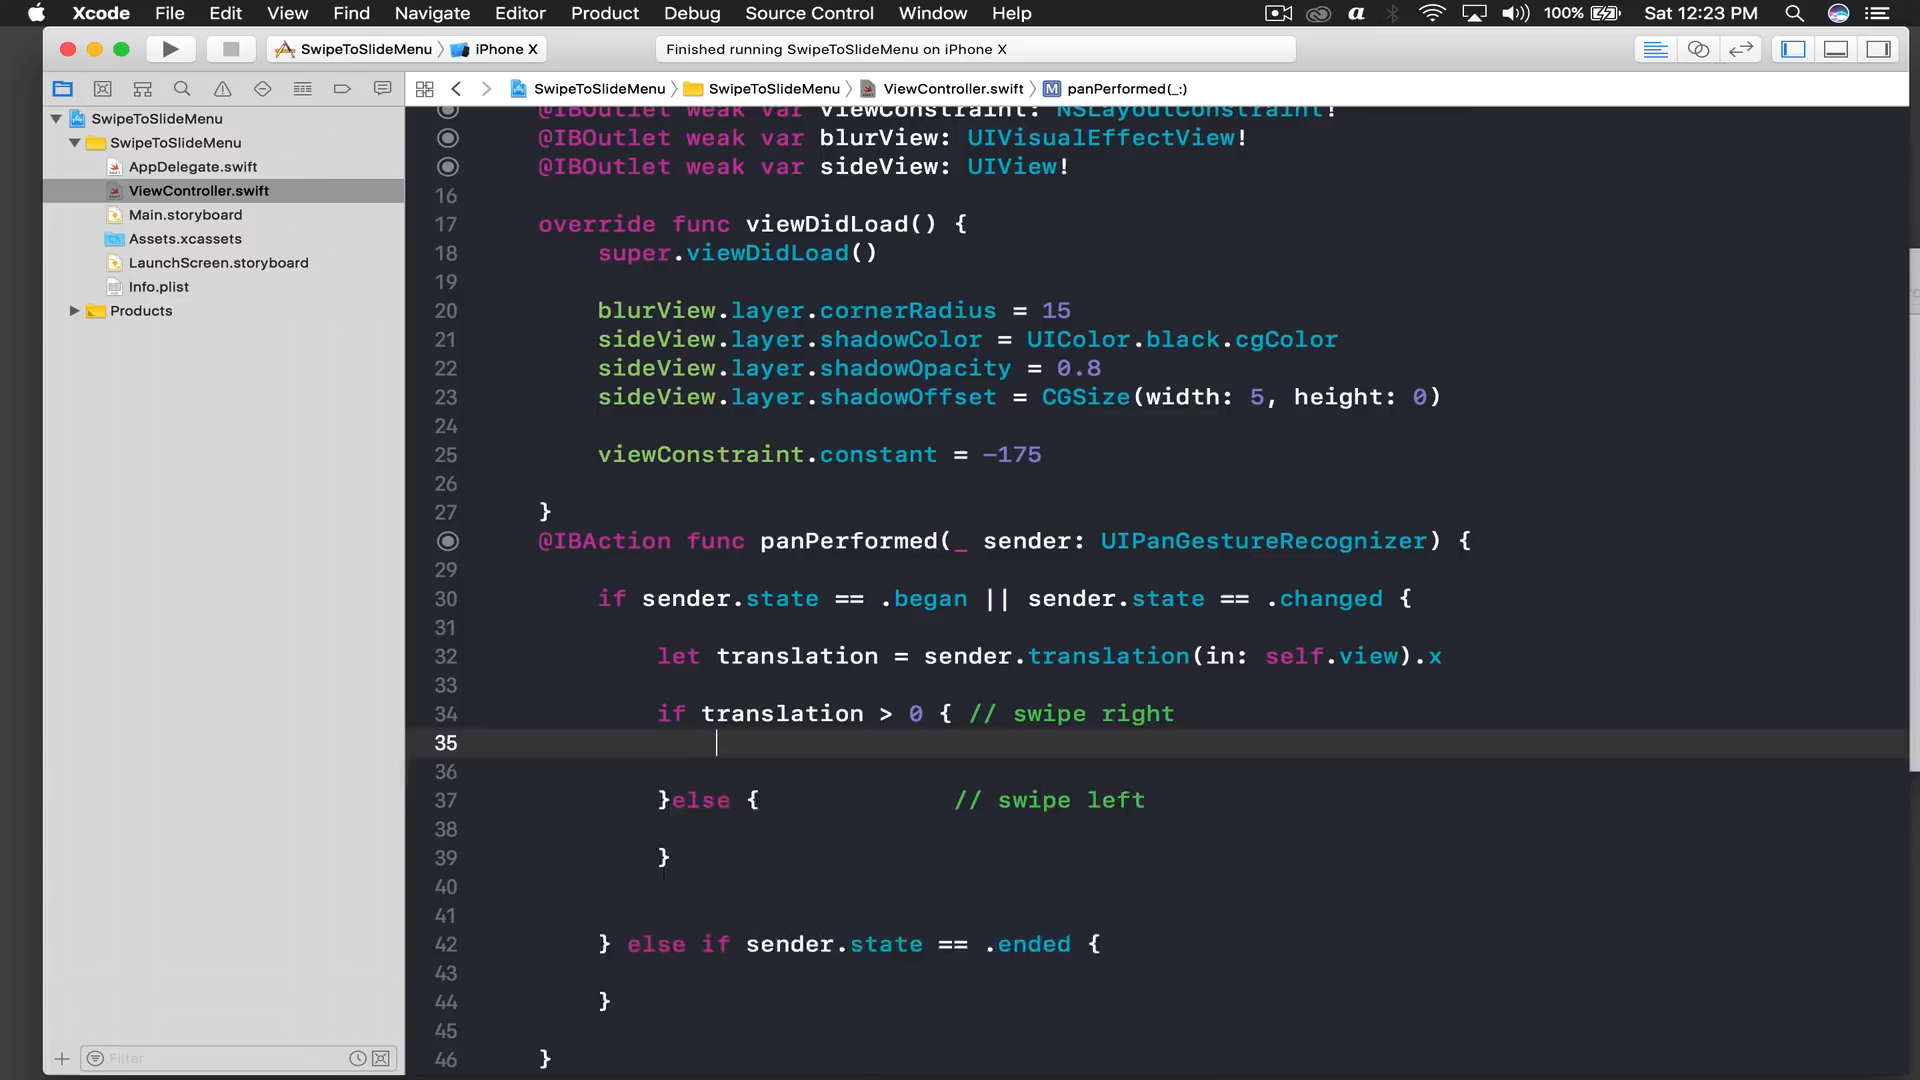 Xcode File Edit View Find Navigate Editor Product Debug Source Control Window Help 100% Sat 12:23 PM
SwipeToSlideMenu iPhone X Finished running SwipeToSlideMenu on iPhone X
SwipeToSlideMenu SwipeToSlideMenu ViewController.swift M panPerformed(_:)
SwipeToSlideMenu
SwipeToSlideMenu
AppDelegate.swift
ViewController.swift
Main.storyboard
Assets.xcassets
LaunchScreen.storyboard
Info.plist
Products
Filter
@IBOutlet weak var viewConstraint: NSLayoutConstraint!
@IBOutlet weak var blurView: UIVisualEffectView!
@IBOutlet weak var sideView: UIView!
16
17 override func viewDidLoad() {
18 super.viewDidLoad()
19
20 blurView.layer.cornerRadius = 15
21 sideView.layer.shadowColor = UIColor.black.cgColor
22 sideView.layer.shadowOpacity = 0.8
23 sideView.layer.shadowOffset = CGSize(width: 5, height: 0)
24
25 viewConstraint.constant = -175
26
27 }
@IBAction func panPerformed(_ sender: UIPanGestureRecognizer) {
29
30 if sender.state == .began || sender.state == .changed {
31
32 let translation = sender.translation(in: self.view).x
33
34 if translation > 0 { // swipe right
35
36
37 }else { // swipe left
38
39 }
40
41
42 } else if sender.state == .ended {
43
44 }
45
46 }